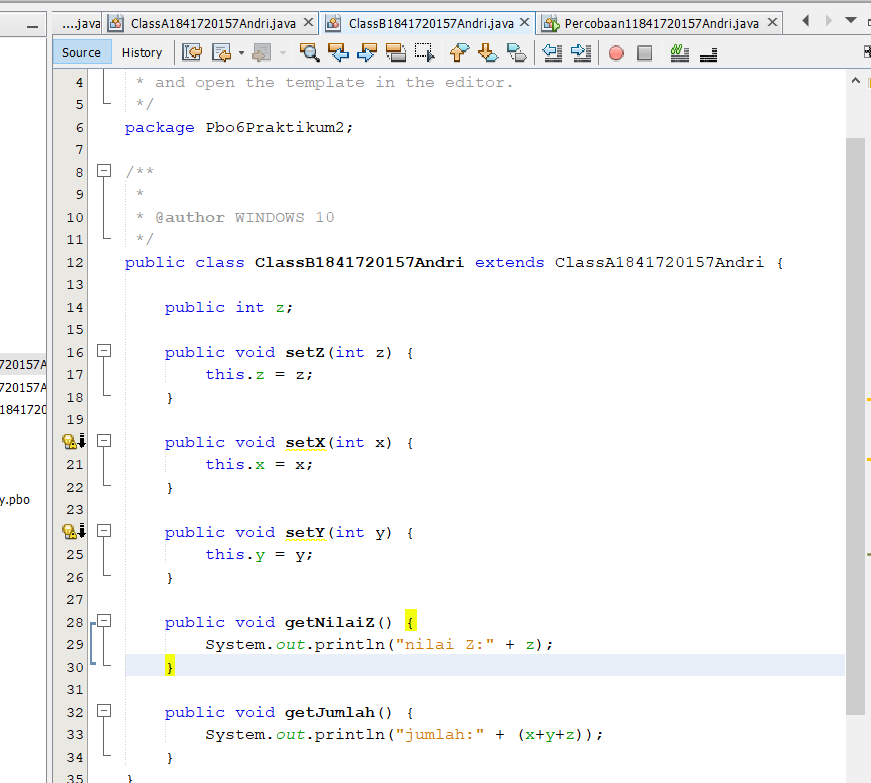 ....java ClassA1841720157Andri.java ClassB1841720157Andri.java Percobaan11841720157Andri.java
Source History
4 * and open the template in the editor.
5 */
6 package Pbo6Praktikum2;
7
8 /**
9 *
10 * @author WINDOWS 10
11 */
12 public class ClassB1841720157Andri extends ClassA1841720157Andri {
13
14 public int z;
15
16 public void setZ(int z) {
17 this.z = z;
18 }
19
public void setX(int x) {
21 this.x = x;
22 }
23
public void setY(int y) {
25 this.y = y;
26 }
27
28 public void getNilaiZ() {
29 System.out.println("nilai Z:" + z);
30 }
31
32 public void getJumlah() {
33 System.out.println("jumlah:" + (x+y+z));
34 }
35 }
720157A
720157A
1841720
y.pbo